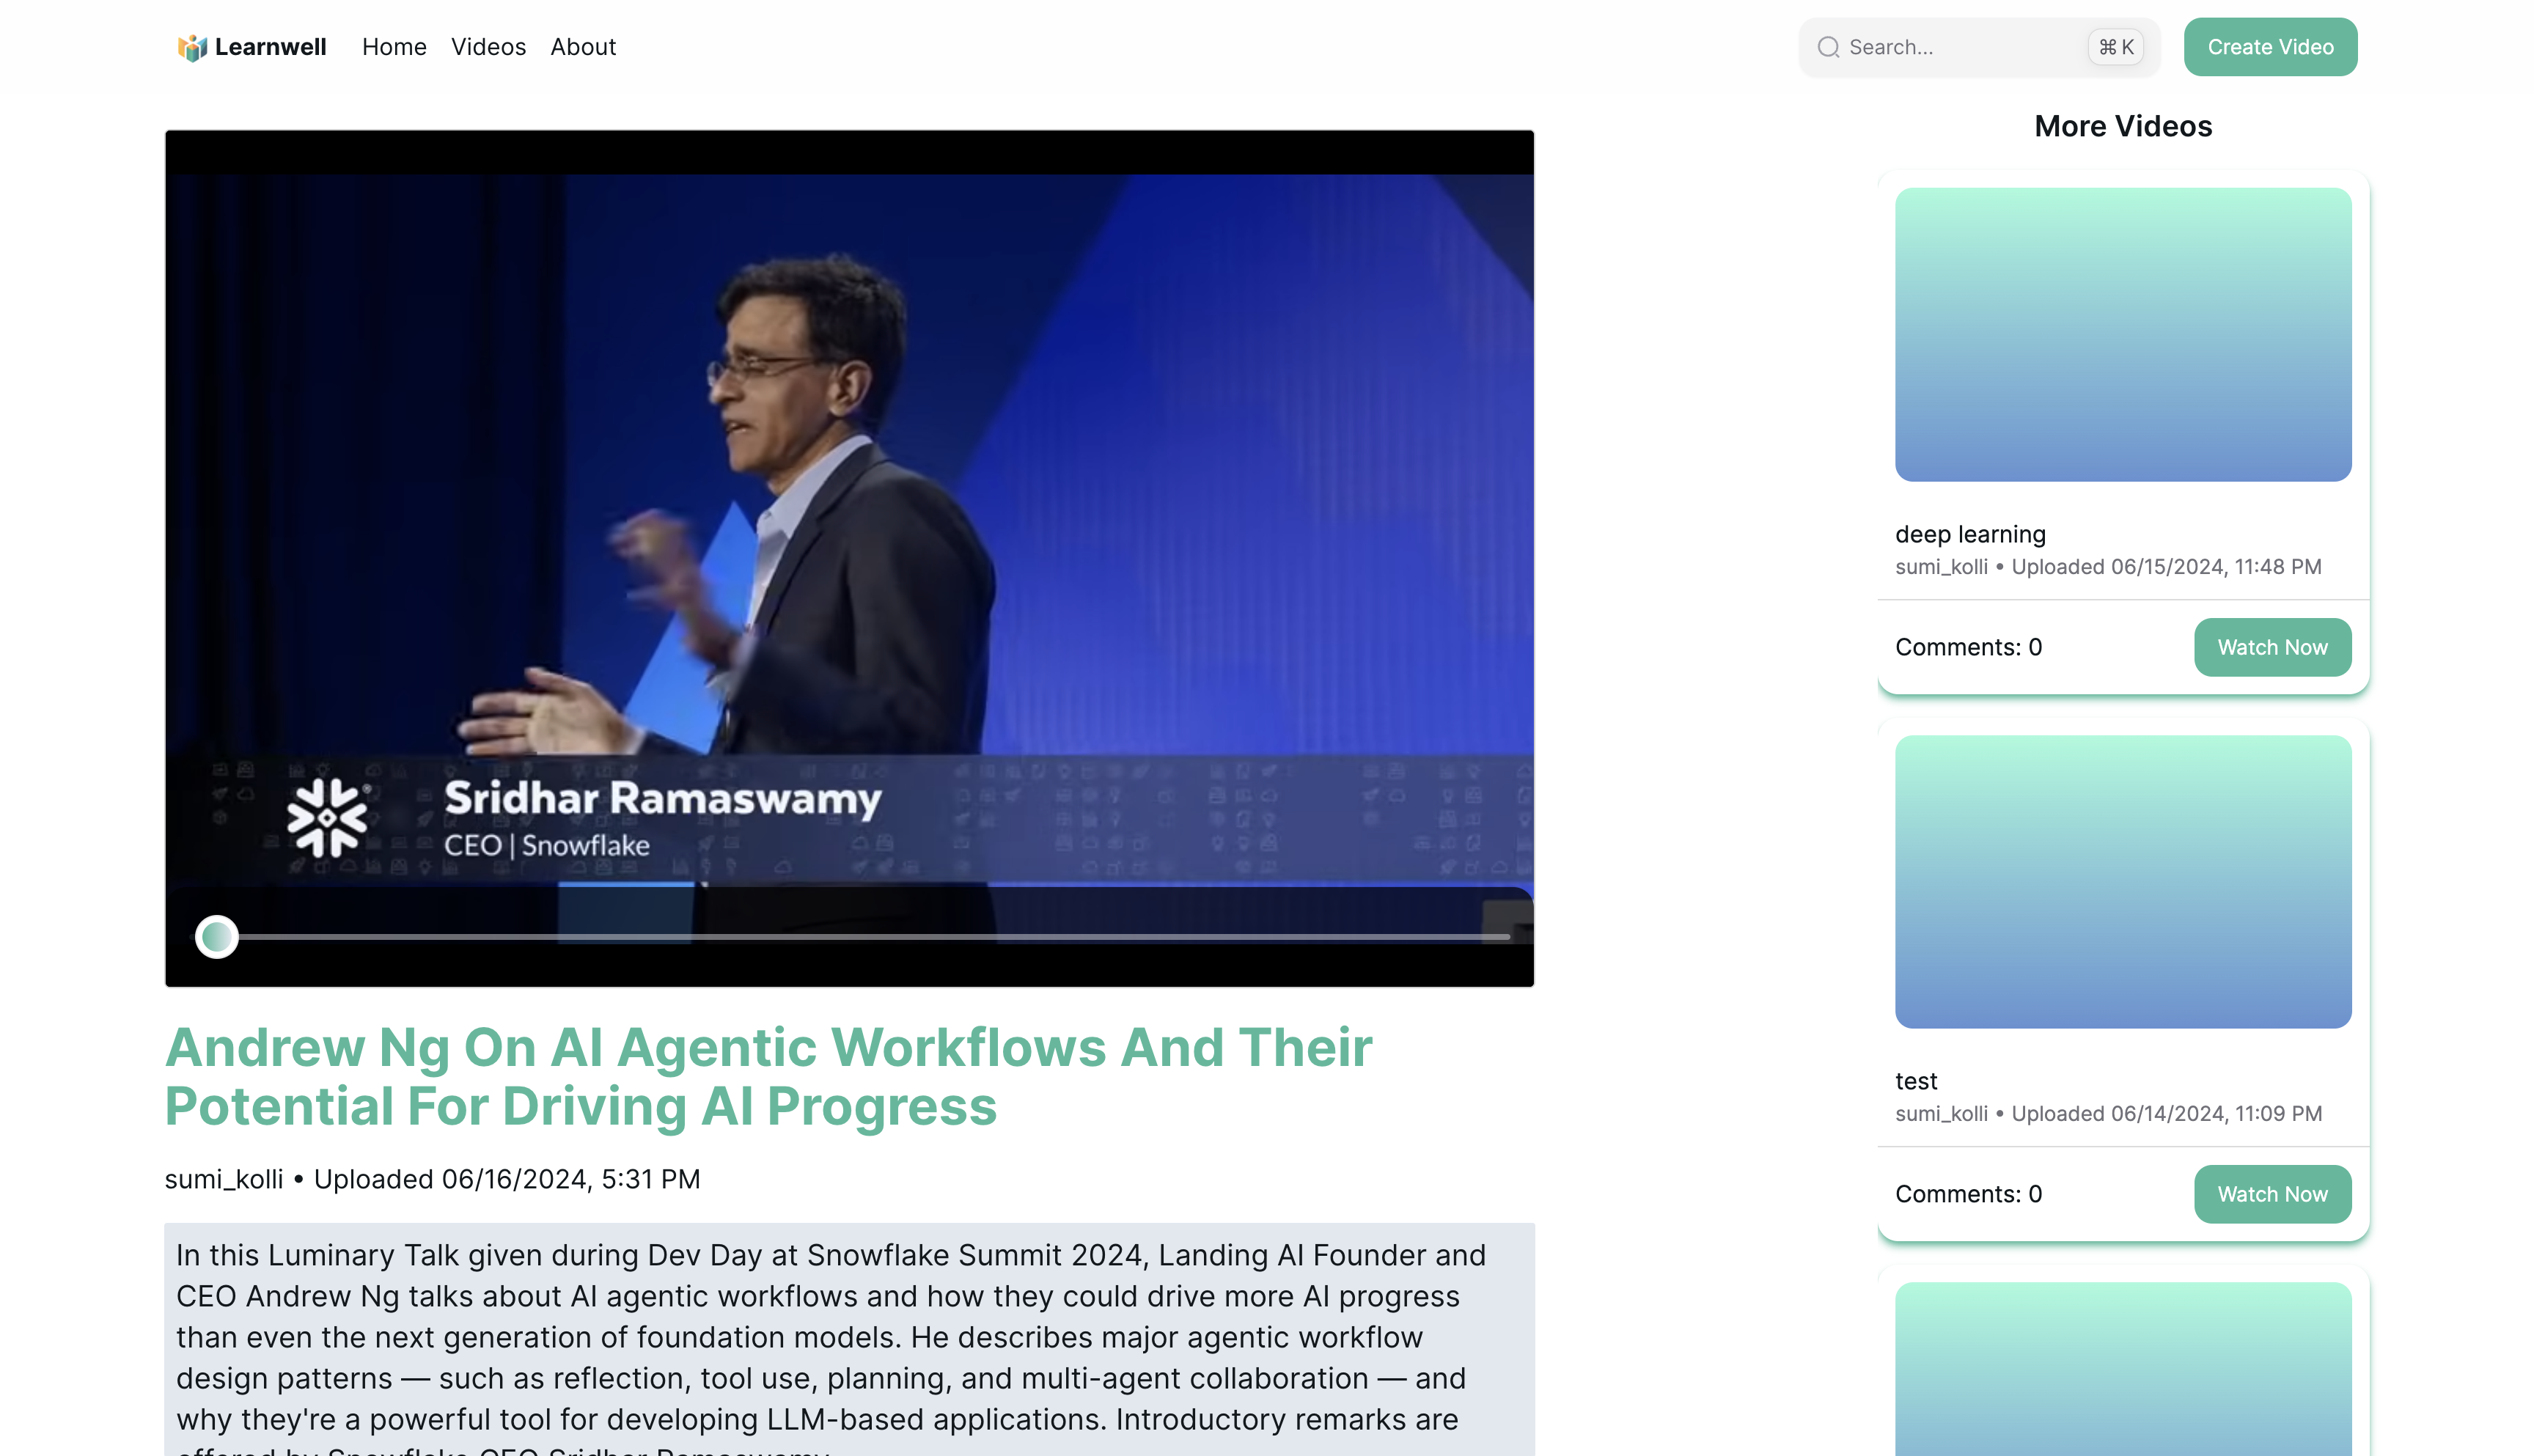 Learnwell
Home
Videos
About
Search...
⌘ K
Create Video
Sridhar Ramaswamy
CEO | Snowflake
Andrew Ng On AI Agentic Workflows And Their
Potential For Driving AI Progress
sumi_kolli • Uploaded 06/16/2024, 5:31 PM
In this Luminary Talk given during Dev Day at Snowflake Summit 2024, Landing AI Founder and
CEO Andrew Ng talks about AI agentic workflows and how they could drive more AI progress
than even the next generation of foundation models. He describes major agentic workflow
design patterns — such as reflection, tool use, planning, and multi-agent collaboration — and
why they're a powerful tool for developing LLM-based applications. Introductory remarks are
offered by Snowflake CEO Sridhar Ramaswamy.
More Videos
deep learning
sumi_kolli • Uploaded 06/15/2024, 11:48 PM
Comments: 0
Watch Now
test
sumi_kolli • Uploaded 06/14/2024, 11:09 PM
Comments: 0
Watch Now